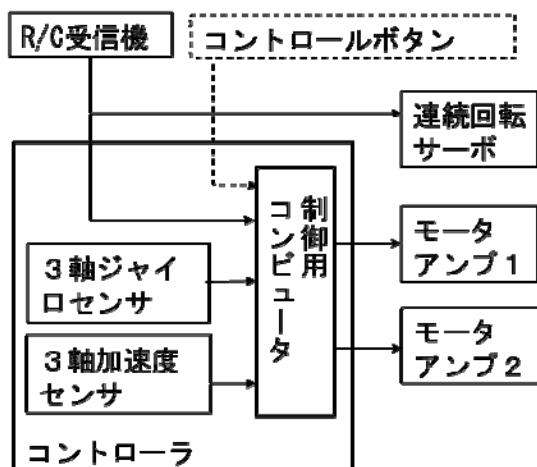 R/C受信機
コントロールボタン
連続回転
サーボ
制御用
コンピュータ
モータ
アンプ1
3軸ジャイ
ロセンサ
モータ
アンプ2
3軸加速度
センサ
コントローラ